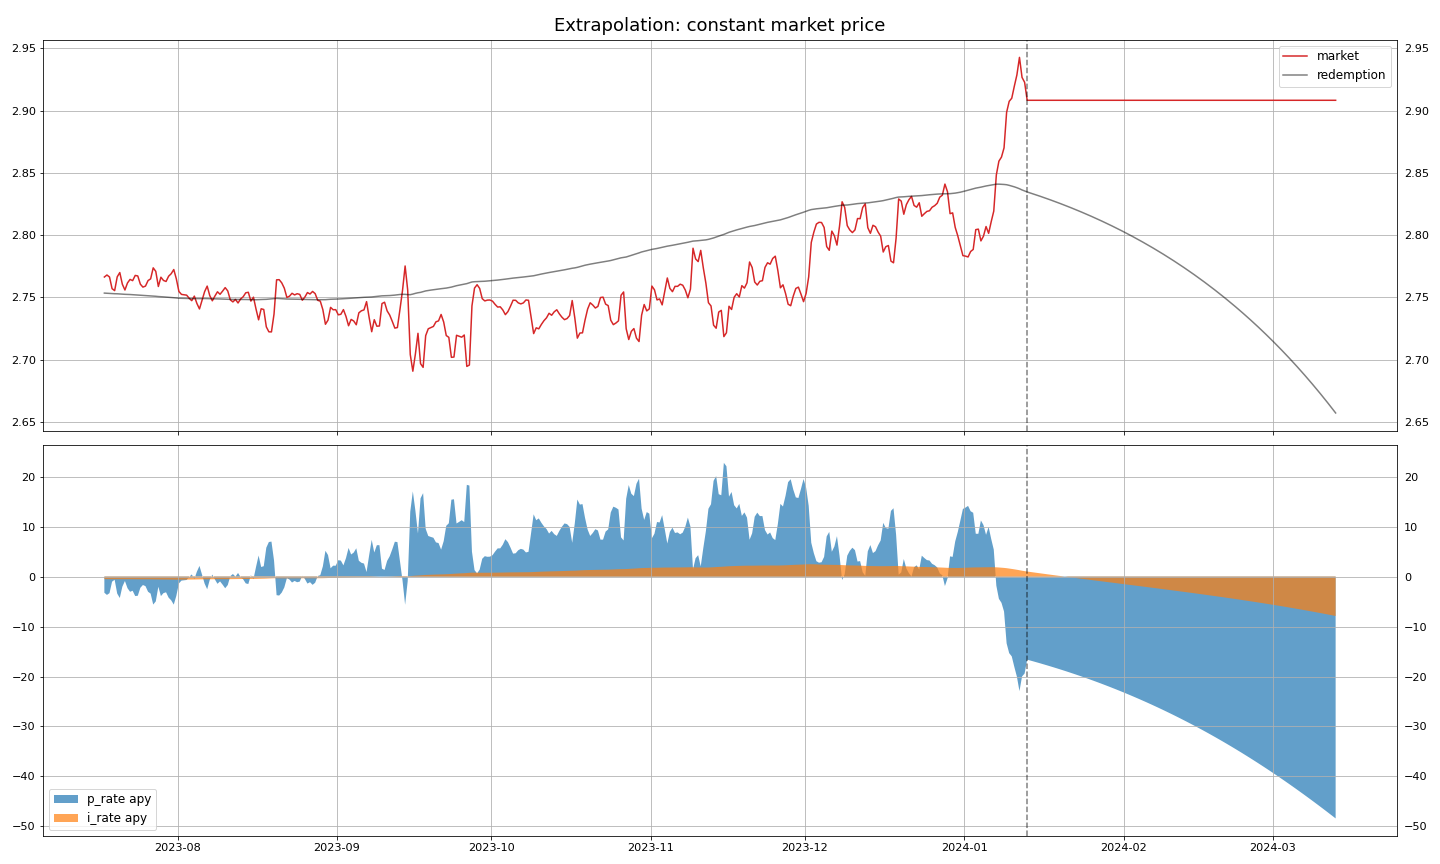 Extrapolation: constant market price
2.95 2.95
market
redemption
2.90 2.90
2.85 2.85
2.80 2.80
2.75 2.75
2.70 2.70
2.65 2.65
20 20
10 10
0 0
−10 −10
−20 −20
−30 −30
−40 −40
p_rate apy
i_rate apy
−50 −50
2023-08 2023-09 2023-10 2023-11 2023-12 2024-01 2024-02 2024-03